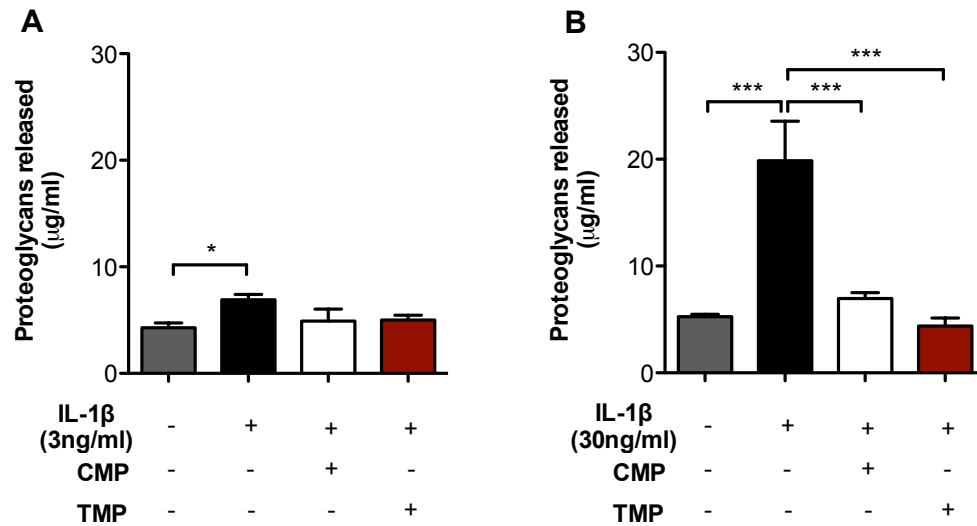 A
Proteoglycans released
(µg/ml)
30
20
10
0
*
IL-1β
(3ng/ml)
- + + +
CMP
- - + -
TMP
- - - +
B
Proteoglycans released
(µg/ml)
30
20
10
0
***
*** ***
IL-1β
(30ng/ml)
- + + +
CMP
- - + -
TMP
- - - +